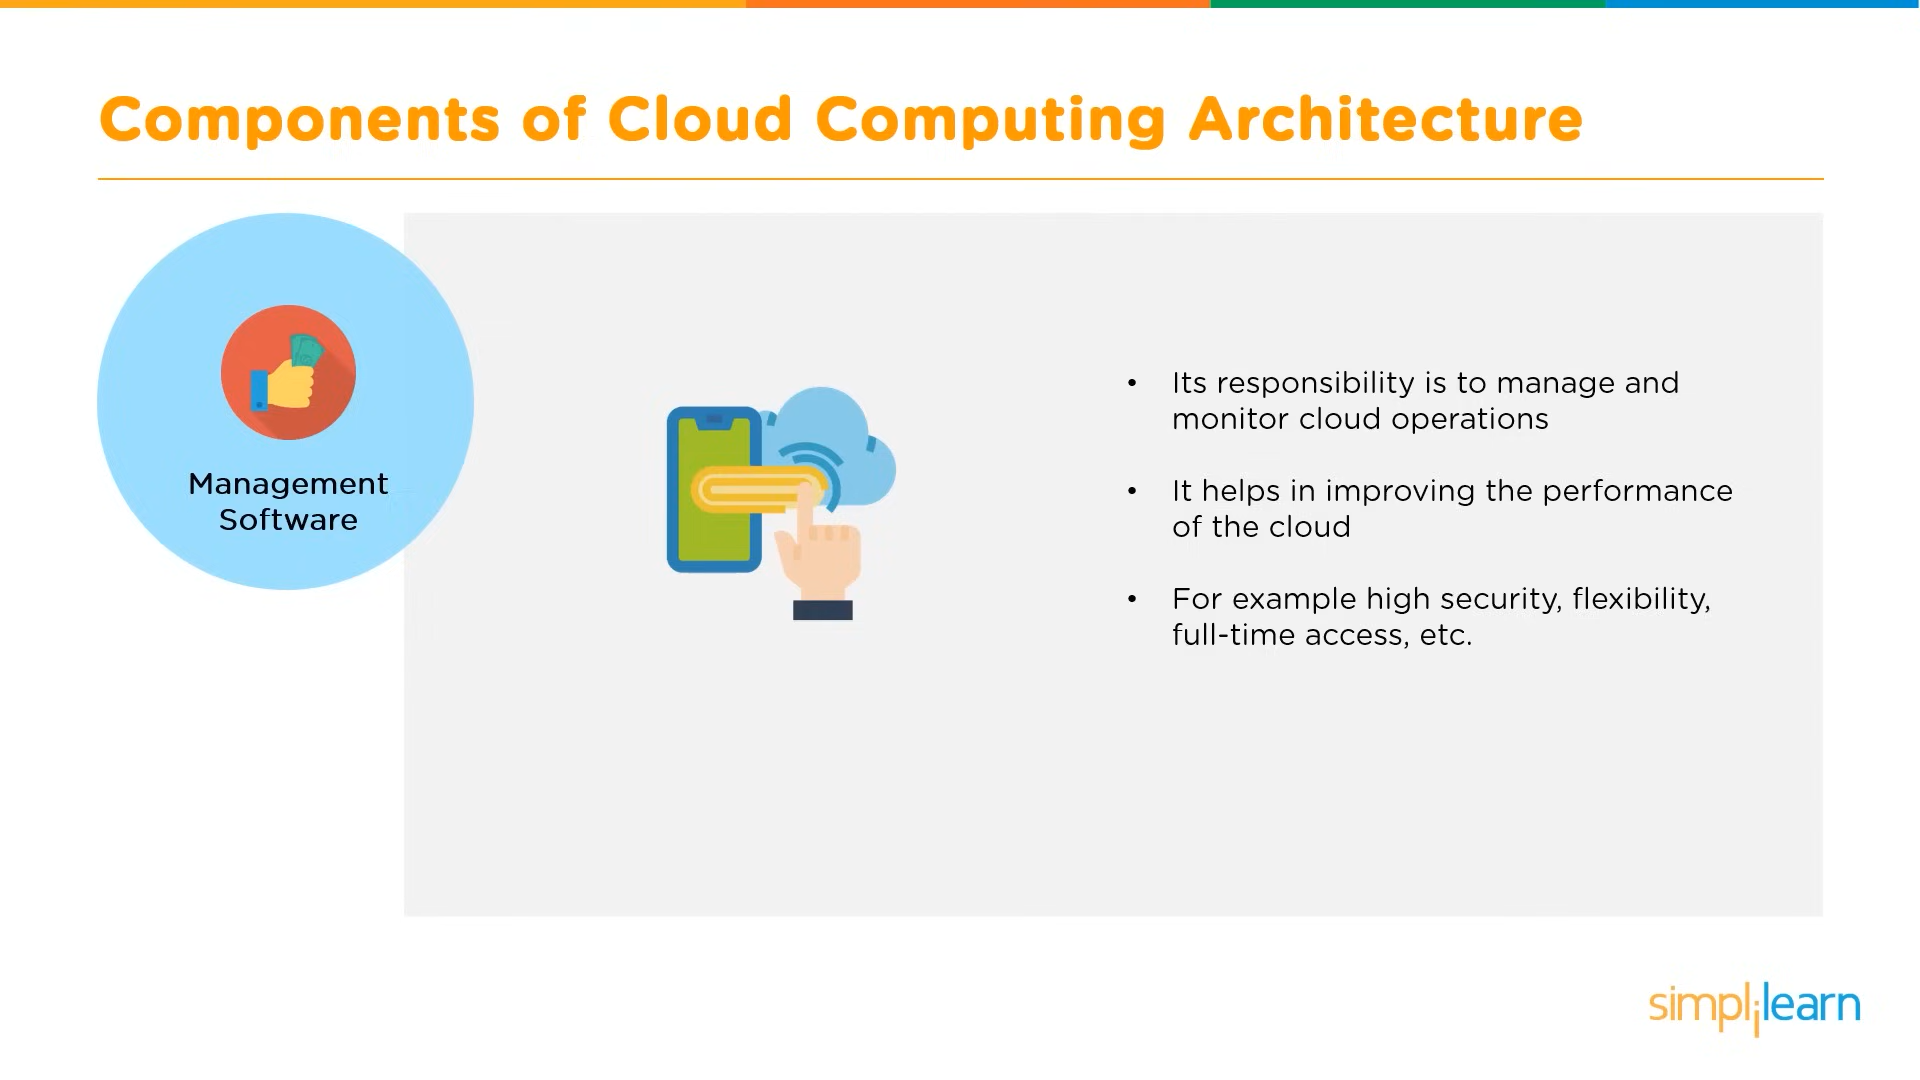 Components of Cloud Computing Architecture
Management
Software
• Its responsibility is to manage and
monitor cloud operations
• It helps in improving the performance
of the cloud
• For example high security, flexibility,
full-time access, etc.
simplilearn